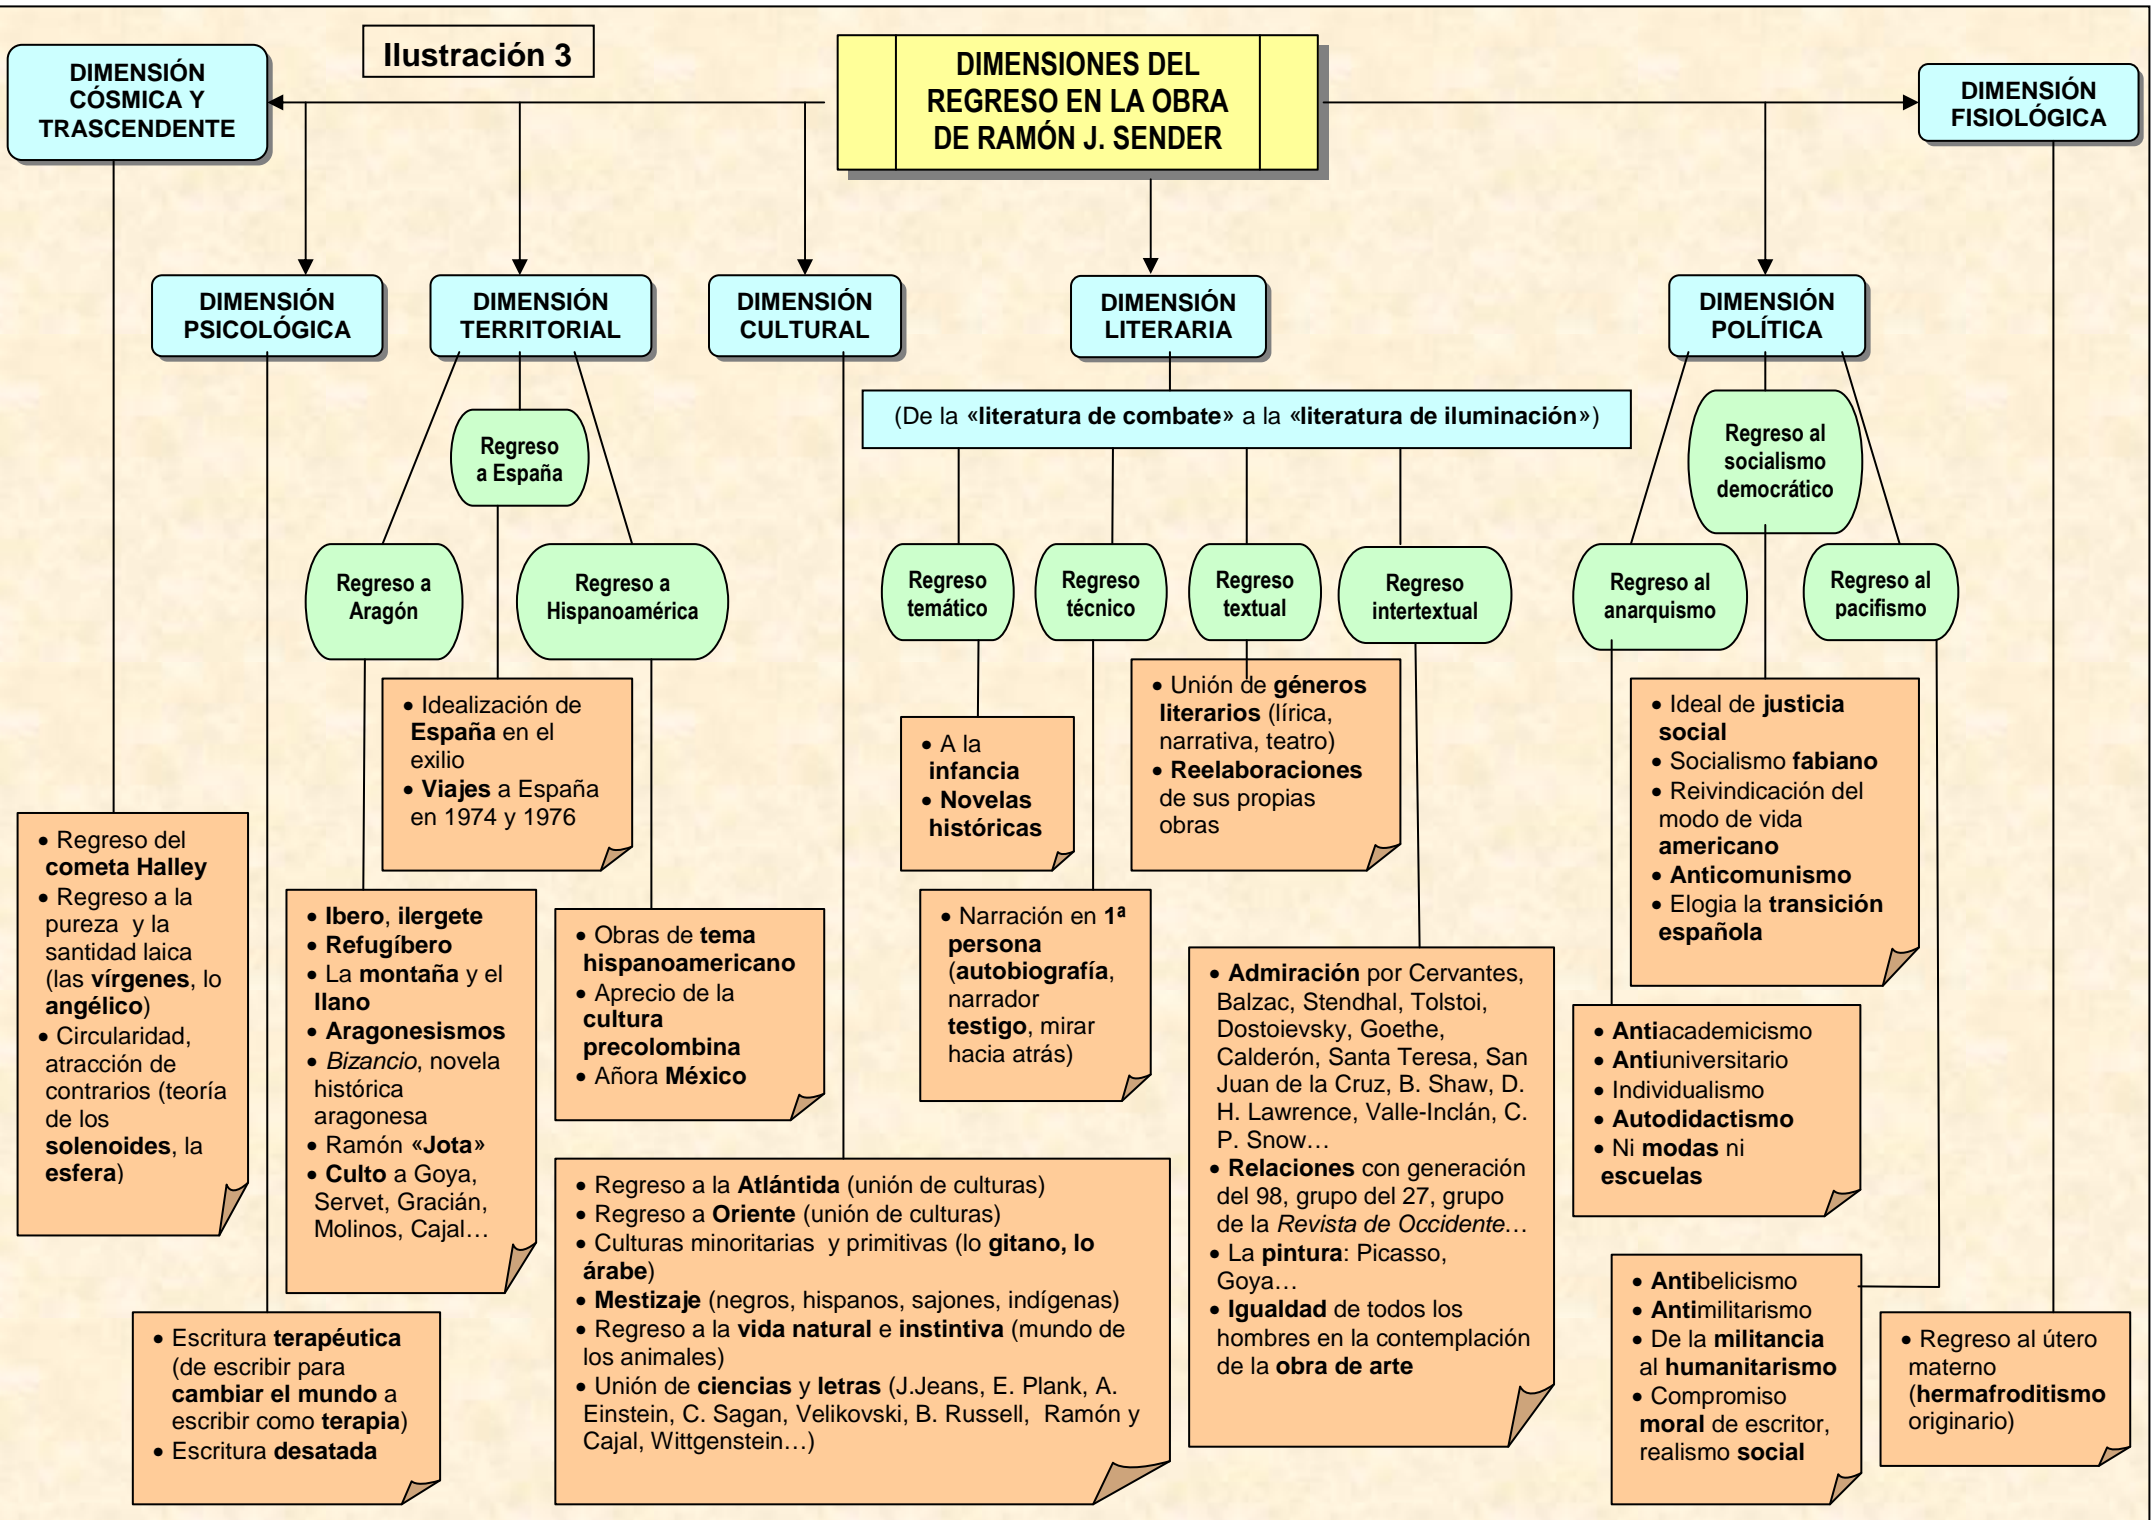 Ilustración 3
DIMENSIONES DEL
REGRESO EN LA OBRA
DE RAMÓN J. SENDER
DIMENSIÓN
CÓSMICA Y
TRASCENDENTE
DIMENSIÓN
FISIOLÓGICA
DIMENSIÓN
PSICOLÓGICA
DIMENSIÓN
TERRITORIAL
DIMENSIÓN
CULTURAL
DIMENSIÓN
LITERARIA
DIMENSIÓN
POLÍTICA
(De la «literatura de combate» a la «literatura de iluminación»)
Regreso
a España
Regreso al
socialismo
democrático
Regreso a
Aragón
Regreso a
Hispanoamérica
Regreso
temático
Regreso
técnico
Regreso
textual
Regreso
intertextual
Regreso al
anarquismo
Regreso al
pacifismo
• Regreso del
cometa Halley
• Regreso a la
pureza  y la
santidad laica
(las vírgenes, lo
angélico)
• Circularidad,
atracción de
contrarios (teoría
de los
solenoides, la
esfera)
• Escritura terapéutica
(de escribir para
cambiar el mundo a
escribir como terapia)
• Escritura desatada
• Ibero, ilergete
• Refugíbero
• La montaña y el
llano
• Aragonesismos
• Bizancio, novela
histórica
aragonesa
• Ramón «Jota»
• Culto a Goya,
Servet, Gracián,
Molinos, Cajal…
• Idealización de
España en el
exilio
• Viajes a España
en 1974 y 1976
• Obras de tema
hispanoamericano
• Aprecio de la
cultura
precolombina
• Añora México
• Regreso a la Atlántida (unión de culturas)
• Regreso a Oriente (unión de culturas)
• Culturas minoritarias  y primitivas (lo gitano, lo
árabe)
• Mestizaje (negros, hispanos, sajones, indígenas)
• Regreso a la vida natural e instintiva (mundo de
los animales)
• Unión de ciencias y letras (J.Jeans, E. Plank, A.
Einstein, C. Sagan, Velikovski, B. Russell,  Ramón y
Cajal, Wittgenstein…)
• A la
infancia
• Novelas
históricas
• Narración en 1ª
persona
(autobiografía,
narrador
testigo, mirar
hacia atrás)
• Unión de géneros
literarios (lírica,
narrativa, teatro)
• Reelaboraciones
de sus propias
obras
• Admiración por Cervantes,
Balzac, Stendhal, Tolstoi,
Dostoievsky, Goethe,
Calderón, Santa Teresa, San
Juan de la Cruz, B. Shaw, D.
H. Lawrence, Valle-Inclán, C.
P. Snow…
• Relaciones con generación
del 98, grupo del 27, grupo
de la Revista de Occidente…
• La pintura: Picasso,
Goya…
• Igualdad de todos los
hombres en la contemplación
de la obra de arte
• Ideal de justicia
social
• Socialismo fabiano
• Reivindicación del
modo de vida
americano
• Anticomunismo
• Elogia la transición
española
• Antiacademicismo
• Antiuniversitario
• Individualismo
• Autodidactismo
• Ni modas ni
escuelas
• Antibelicismo
• Antimilitarismo
• De la militancia
al humanitarismo
• Compromiso
moral de escritor,
realismo social
• Regreso al útero
materno
(hermafroditismo
originario)